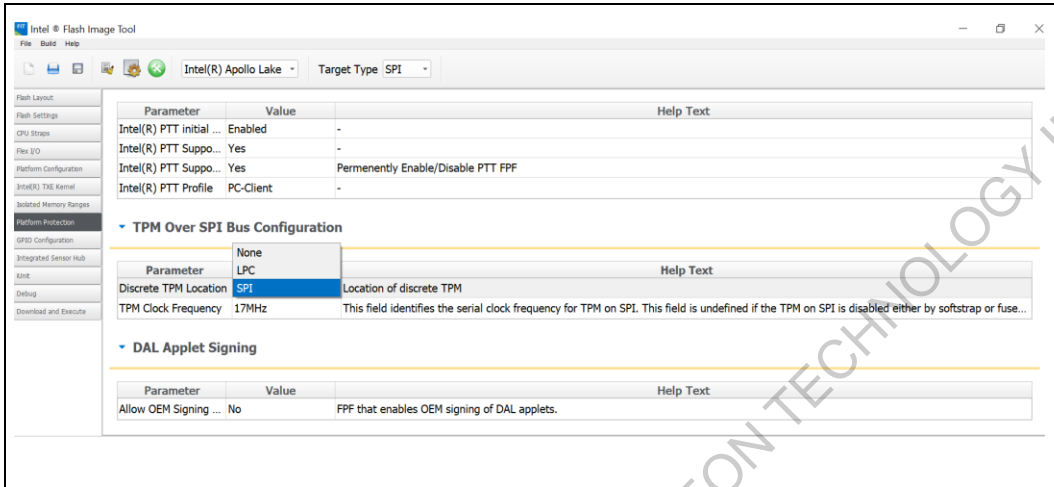 Intel ® Flash Image Tool
File Build Help
Intel(R) Apollo Lake Target Type SPI
Flash Layout
Flash Settings
CPU Straps
Flex I/O
Platform Configuration
Intel(R) TXE Kernel
Isolated Memory Ranges
Platform Protection
GPIO Configuration
Integrated Sensor Hub
iUnit
Debug
Download and Execute
Parameter Value Help Text
Intel(R) PTT initial ... Enabled -
Intel(R) PTT Suppo... Yes -
Intel(R) PTT Suppo... Yes Permenently Enable/Disable PTT FPF
Intel(R) PTT Profile PC-Client -
TPM Over SPI Bus Configuration
None
Parameter LPC Help Text
Discrete TPM Location SPI Location of discrete TPM
TPM Clock Frequency 17MHz This field identifies the serial clock frequency for TPM on SPI. This field is undefined if the TPM on SPI is disabled either by softstrap or fuse...
DAL Applet Signing
Parameter Value Help Text
Allow OEM Signing ... No FPF that enables OEM signing of DAL applets.
TON TECHNOLOGY